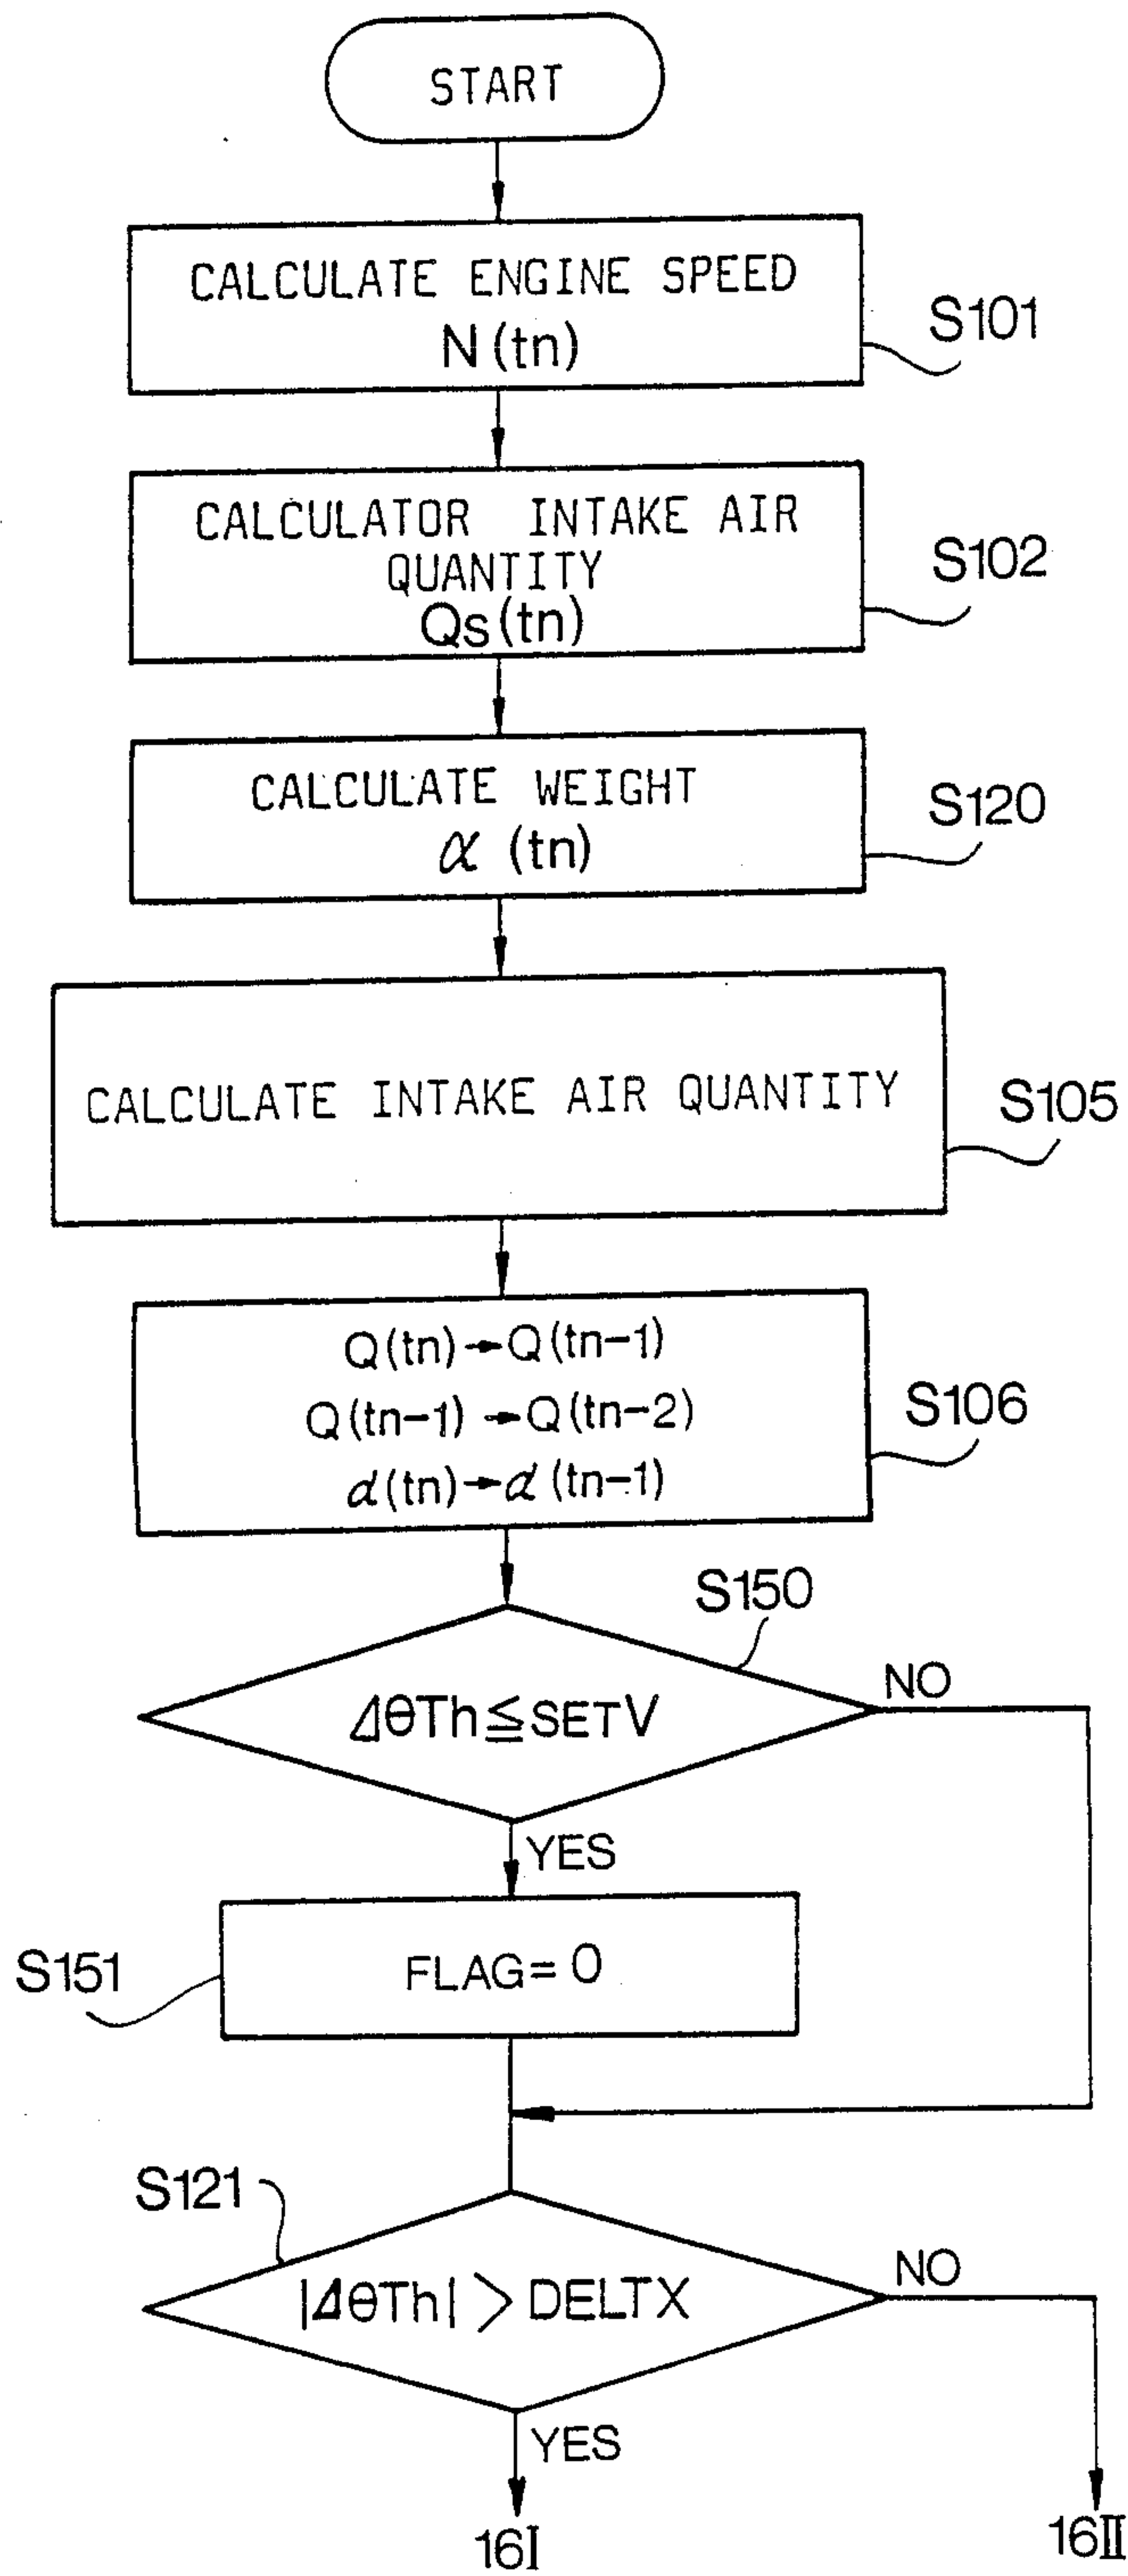 START
CALCULATE ENGINE SPEED
N(tn)
S101
CALCULATOR INTAKE AIR
QUANTITY
Qs(tn)
S102
CALCULATE WEIGHT
α (tn)
S120
CALCULATE INTAKE AIR QUANTITY
S105
Q(tn)→Q(tn-1)
Q(tn-1)→Q(tn-2)
α(tn)→α(tn-1)
S106
S150
ΔθTh≦SETV
NO
YES
S151
FLAG=0
S121
|ΔθTh|>DELTX
NO
YES
16I
16II